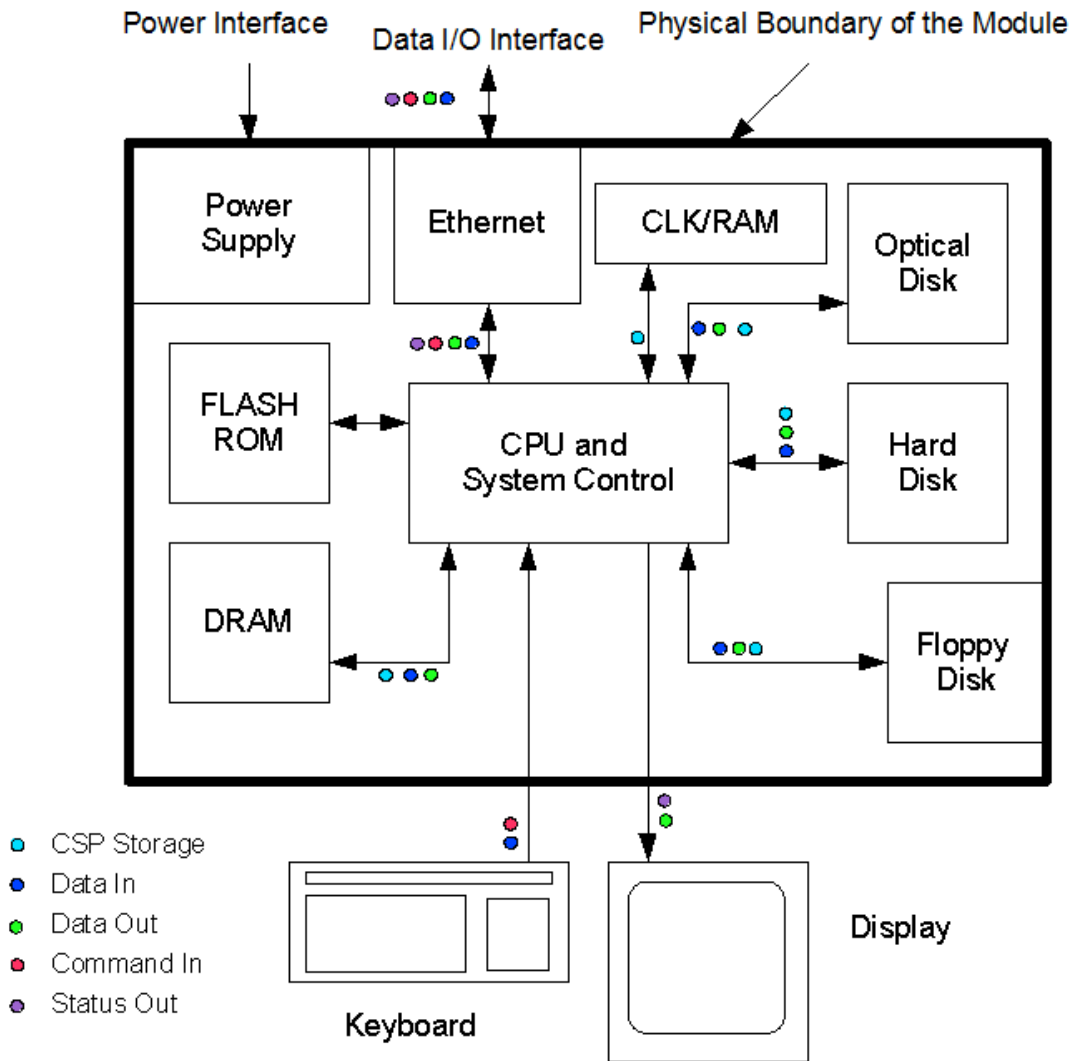 Power Interface
Data I/O Interface
Physical Boundary of the Module
Power
Supply
Ethernet
CLK/RAM
Optical
Disk
FLASH
ROM
CPU and
System Control
Hard
Disk
DRAM
Floppy
Disk
CSP Storage
Data In
Data Out
Command In
Status Out
Keyboard
Display